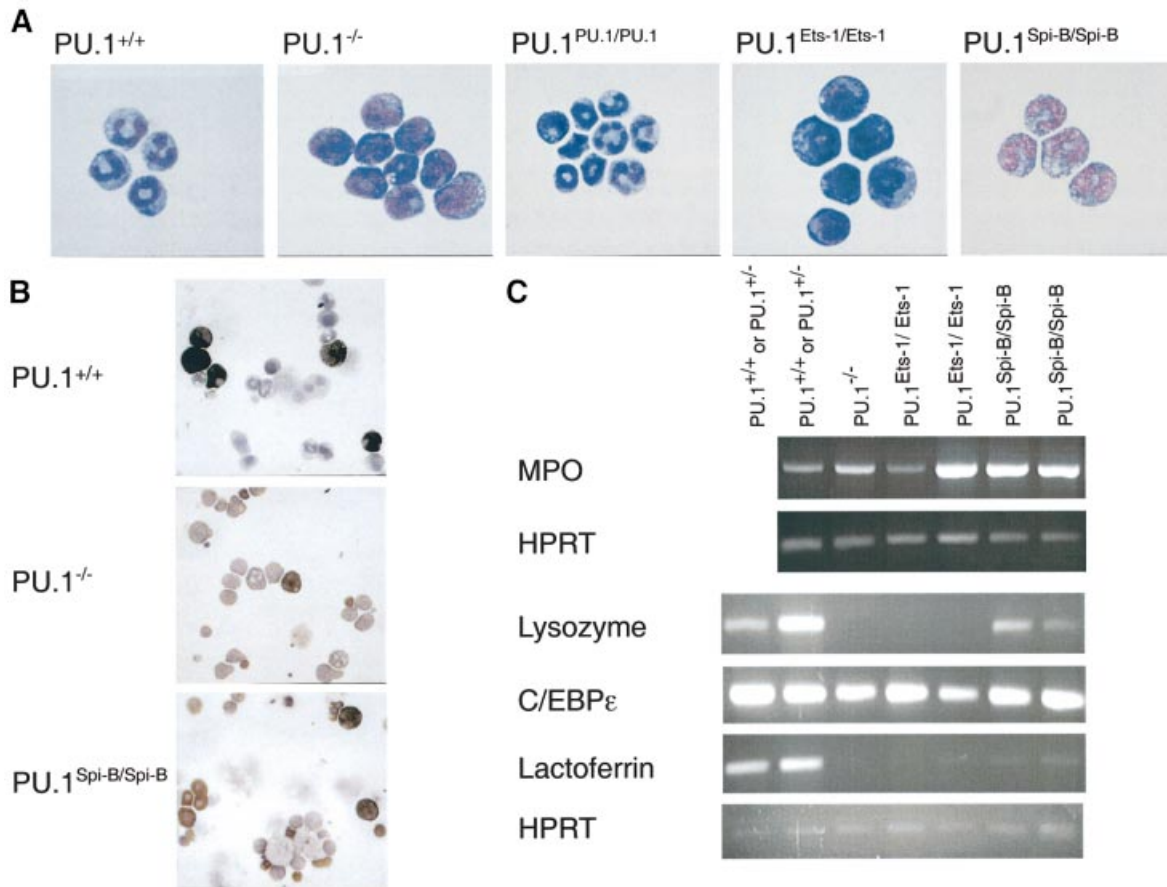 A
PU.1+/+
PU.1-/-
PU.1PU.1/PU.1
PU.1Ets-1/Ets-1
PU.1Spi-B/Spi-B
B
PU.1+/+
PU.1-/-
PU.1Spi-B/Spi-B
C
PU.1+/+ or PU.1+/-
PU.1+/+ or PU.1+/-
PU.1-/-
PU.1Ets-1/ Ets-1
PU.1Ets-1/ Ets-1
PU.1Spi-B/Spi-B
PU.1Spi-B/Spi-B
MPO
HPRT
Lysozyme
C/EBPε
Lactoferrin
HPRT